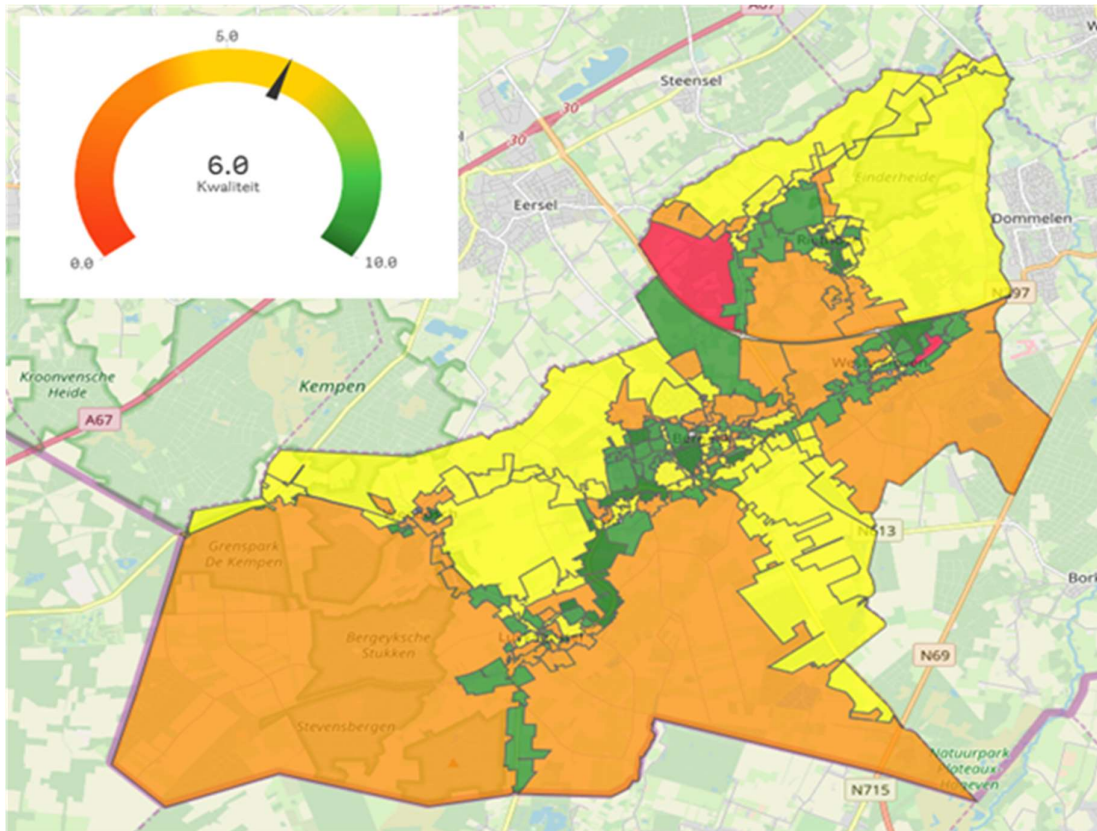 5.0
6.0
Kwaliteit
0.0
10.0
A67
Steensel
30
30
Eersel
Einderheide
Dommelen
N397
Kroonvensche
Heide
Kempen
A67
N613
Grenspark
De Kempen
Bergeyksche
Stukken
N69
Stevensbergen
Natuurpark
Plateaux-
Hageven
N715